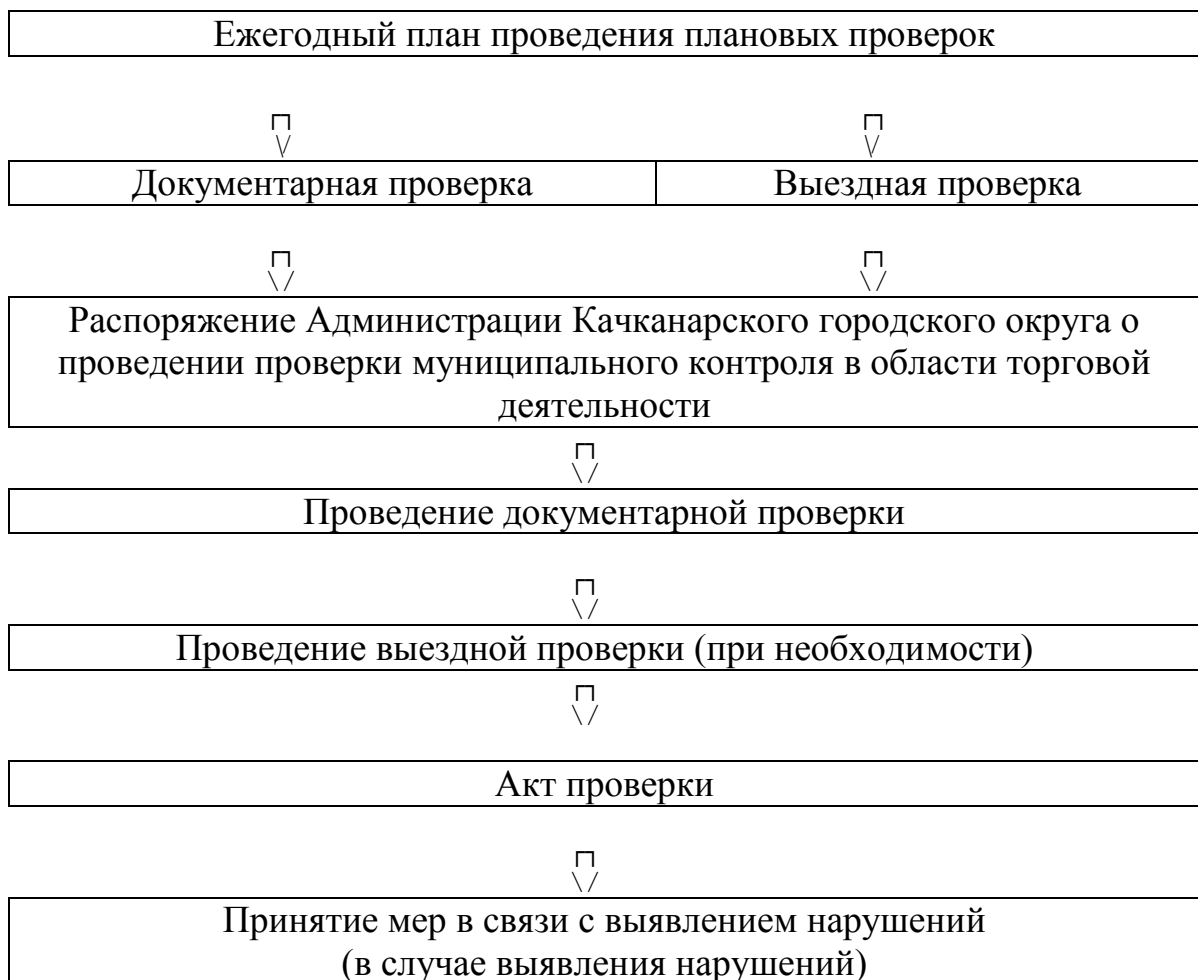 Ежегодный план проведения плановых проверок
Документарная проверка
Выездная проверка
Распоряжение Администрации Качканарского городского округа о
проведении проверки муниципального контроля в области торговой
деятельности
Проведение документарной проверки
Проведение выездной проверки (при необходимости)
Акт проверки
Принятие мер в связи с выявлением нарушений
(в случае выявления нарушений)